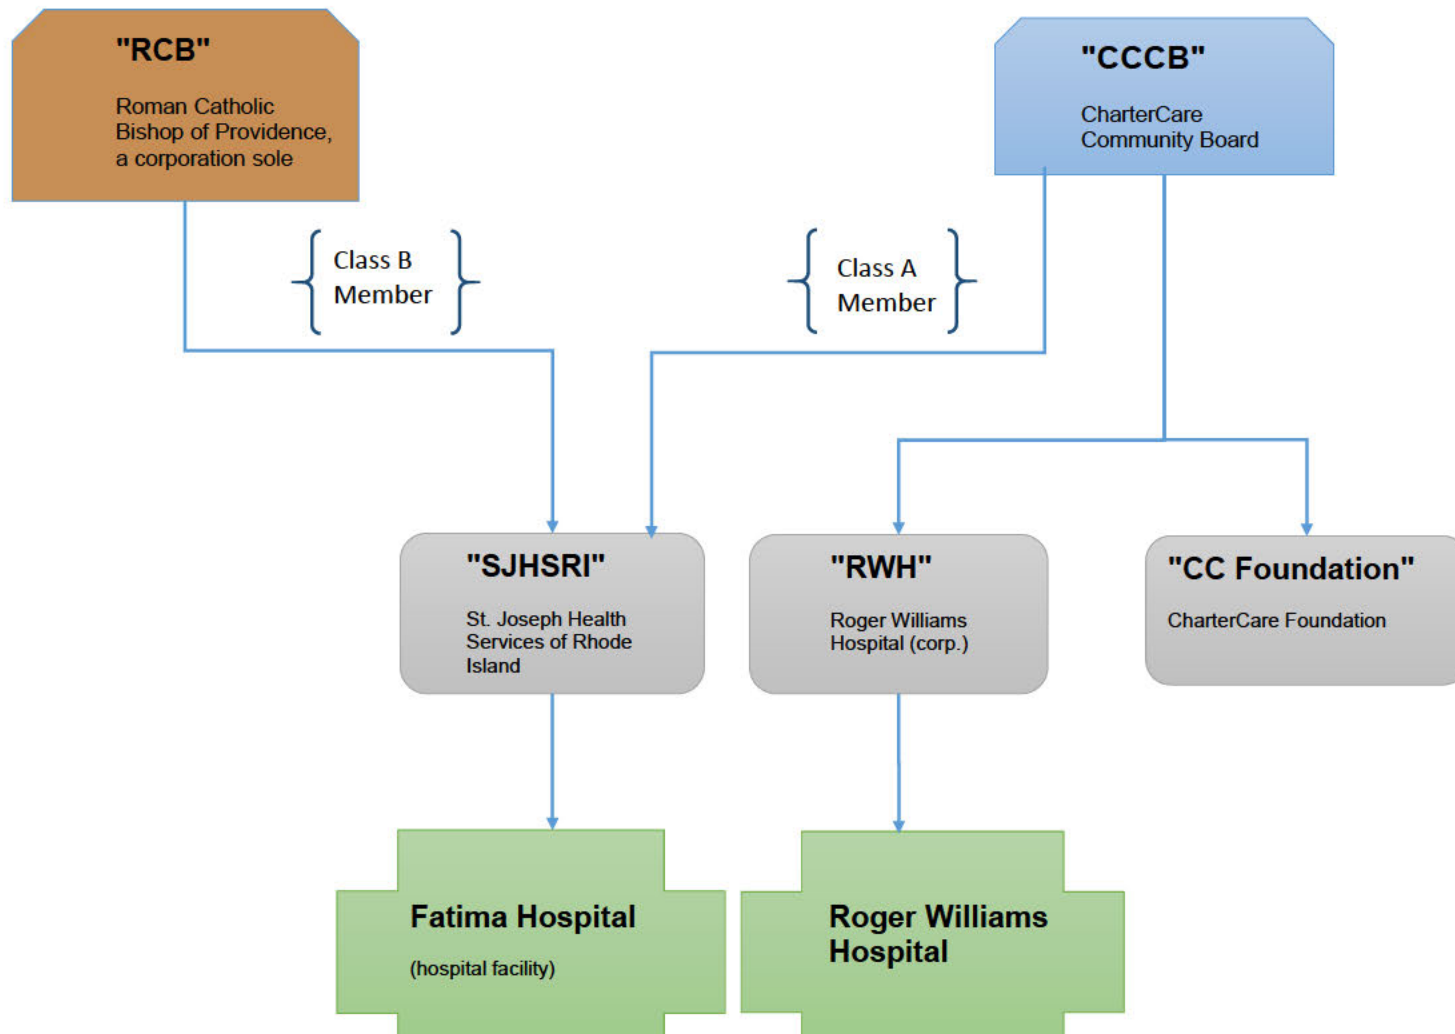 "RCB"
Roman Catholic
Bishop of Providence,
a corporation sole
"CCCB"
CharterCare
Community Board
Class B
Member
Class A
Member
"SJHSRI"
St. Joseph Health
Services of Rhode
Island
"RWH"
Roger Williams
Hospital (corp.)
"CC Foundation"
CharterCare Foundation
Fatima Hospital
(hospital facility)
Roger Williams
Hospital